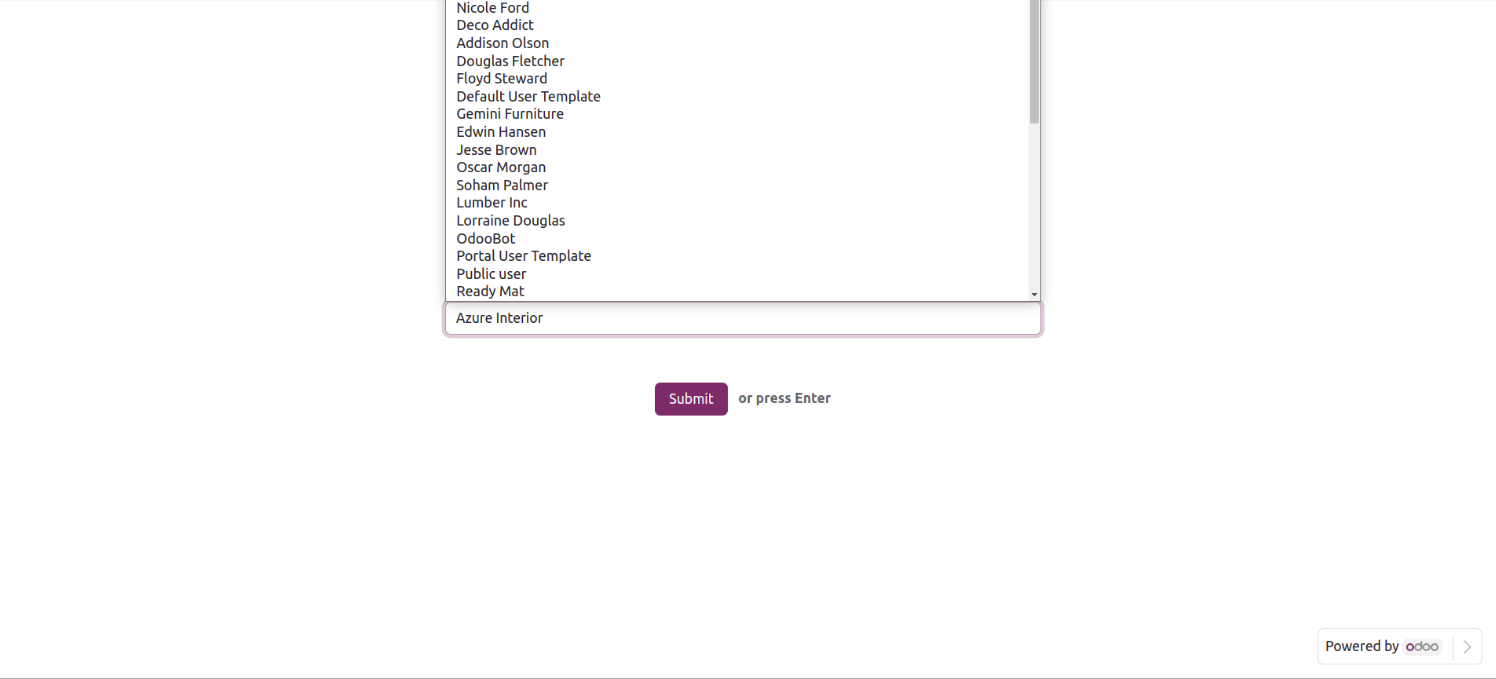 Nicole Ford
Deco Addict
Addison Olson
Douglas Fletcher
Floyd Steward
Default User Template
Gemini Furniture
Edwin Hansen
Jesse Brown
Oscar Morgan
Soham Palmer
Lumber Inc
Lorraine Douglas
OdooBot
Portal User Template
Public user
Ready Mat
Azure Interior
Submit or press Enter
Powered by odoo